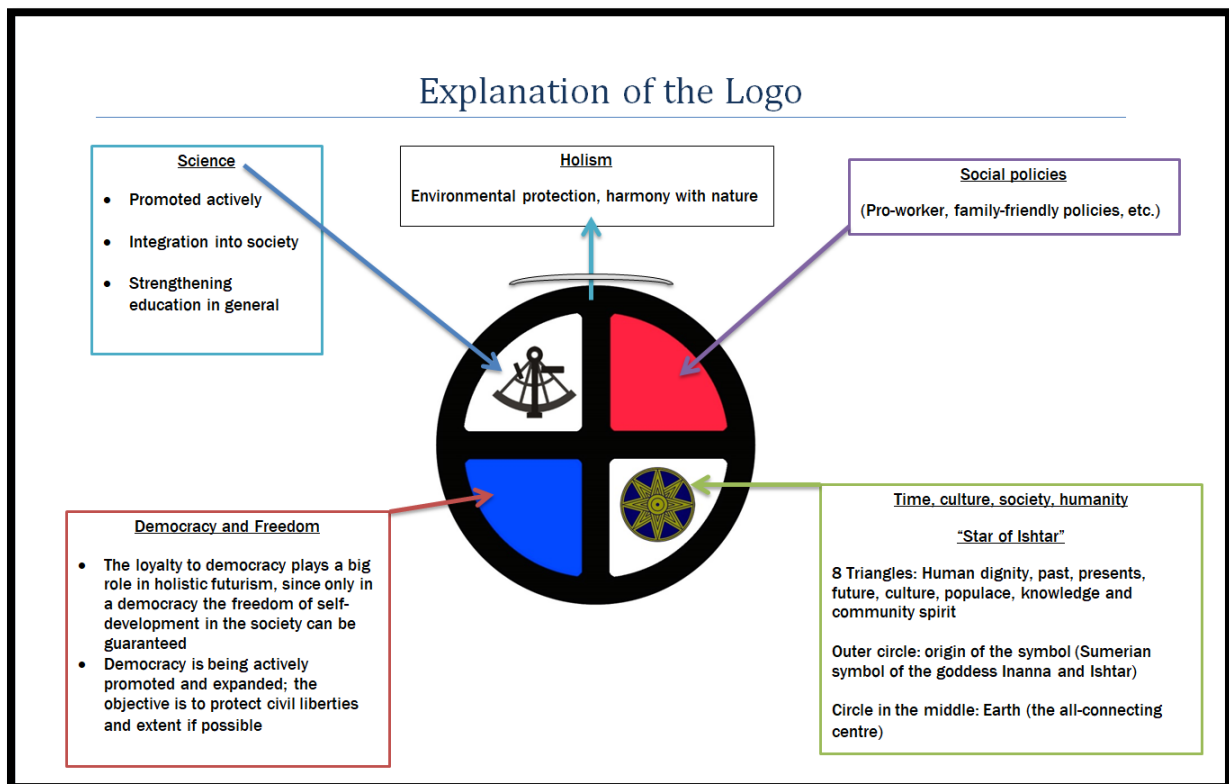 Explanation of the Logo
Science
• Promoted actively
• Integration into society
• Strengthening
education in general
Holism
Environmental protection, harmony with nature
Social policies
(Pro-worker, family-friendly policies, etc.)
Democracy and Freedom
• The loyalty to democracy plays a big
role in holistic futurism, since only in
a democracy the freedom of self-
development in the society can be
guaranteed
• Democracy is being actively
promoted and expanded; the
objective is to protect civil liberties
and extent if possible
Time, culture, society, humanity
“Star of Ishtar”
8 Triangles: Human dignity, past, presents,
future, culture, populace, knowledge and
community spirit
Outer circle: origin of the symbol (Sumerian
symbol of the goddess Inanna and Ishtar)
Circle in the middle: Earth (the all-connecting
centre)